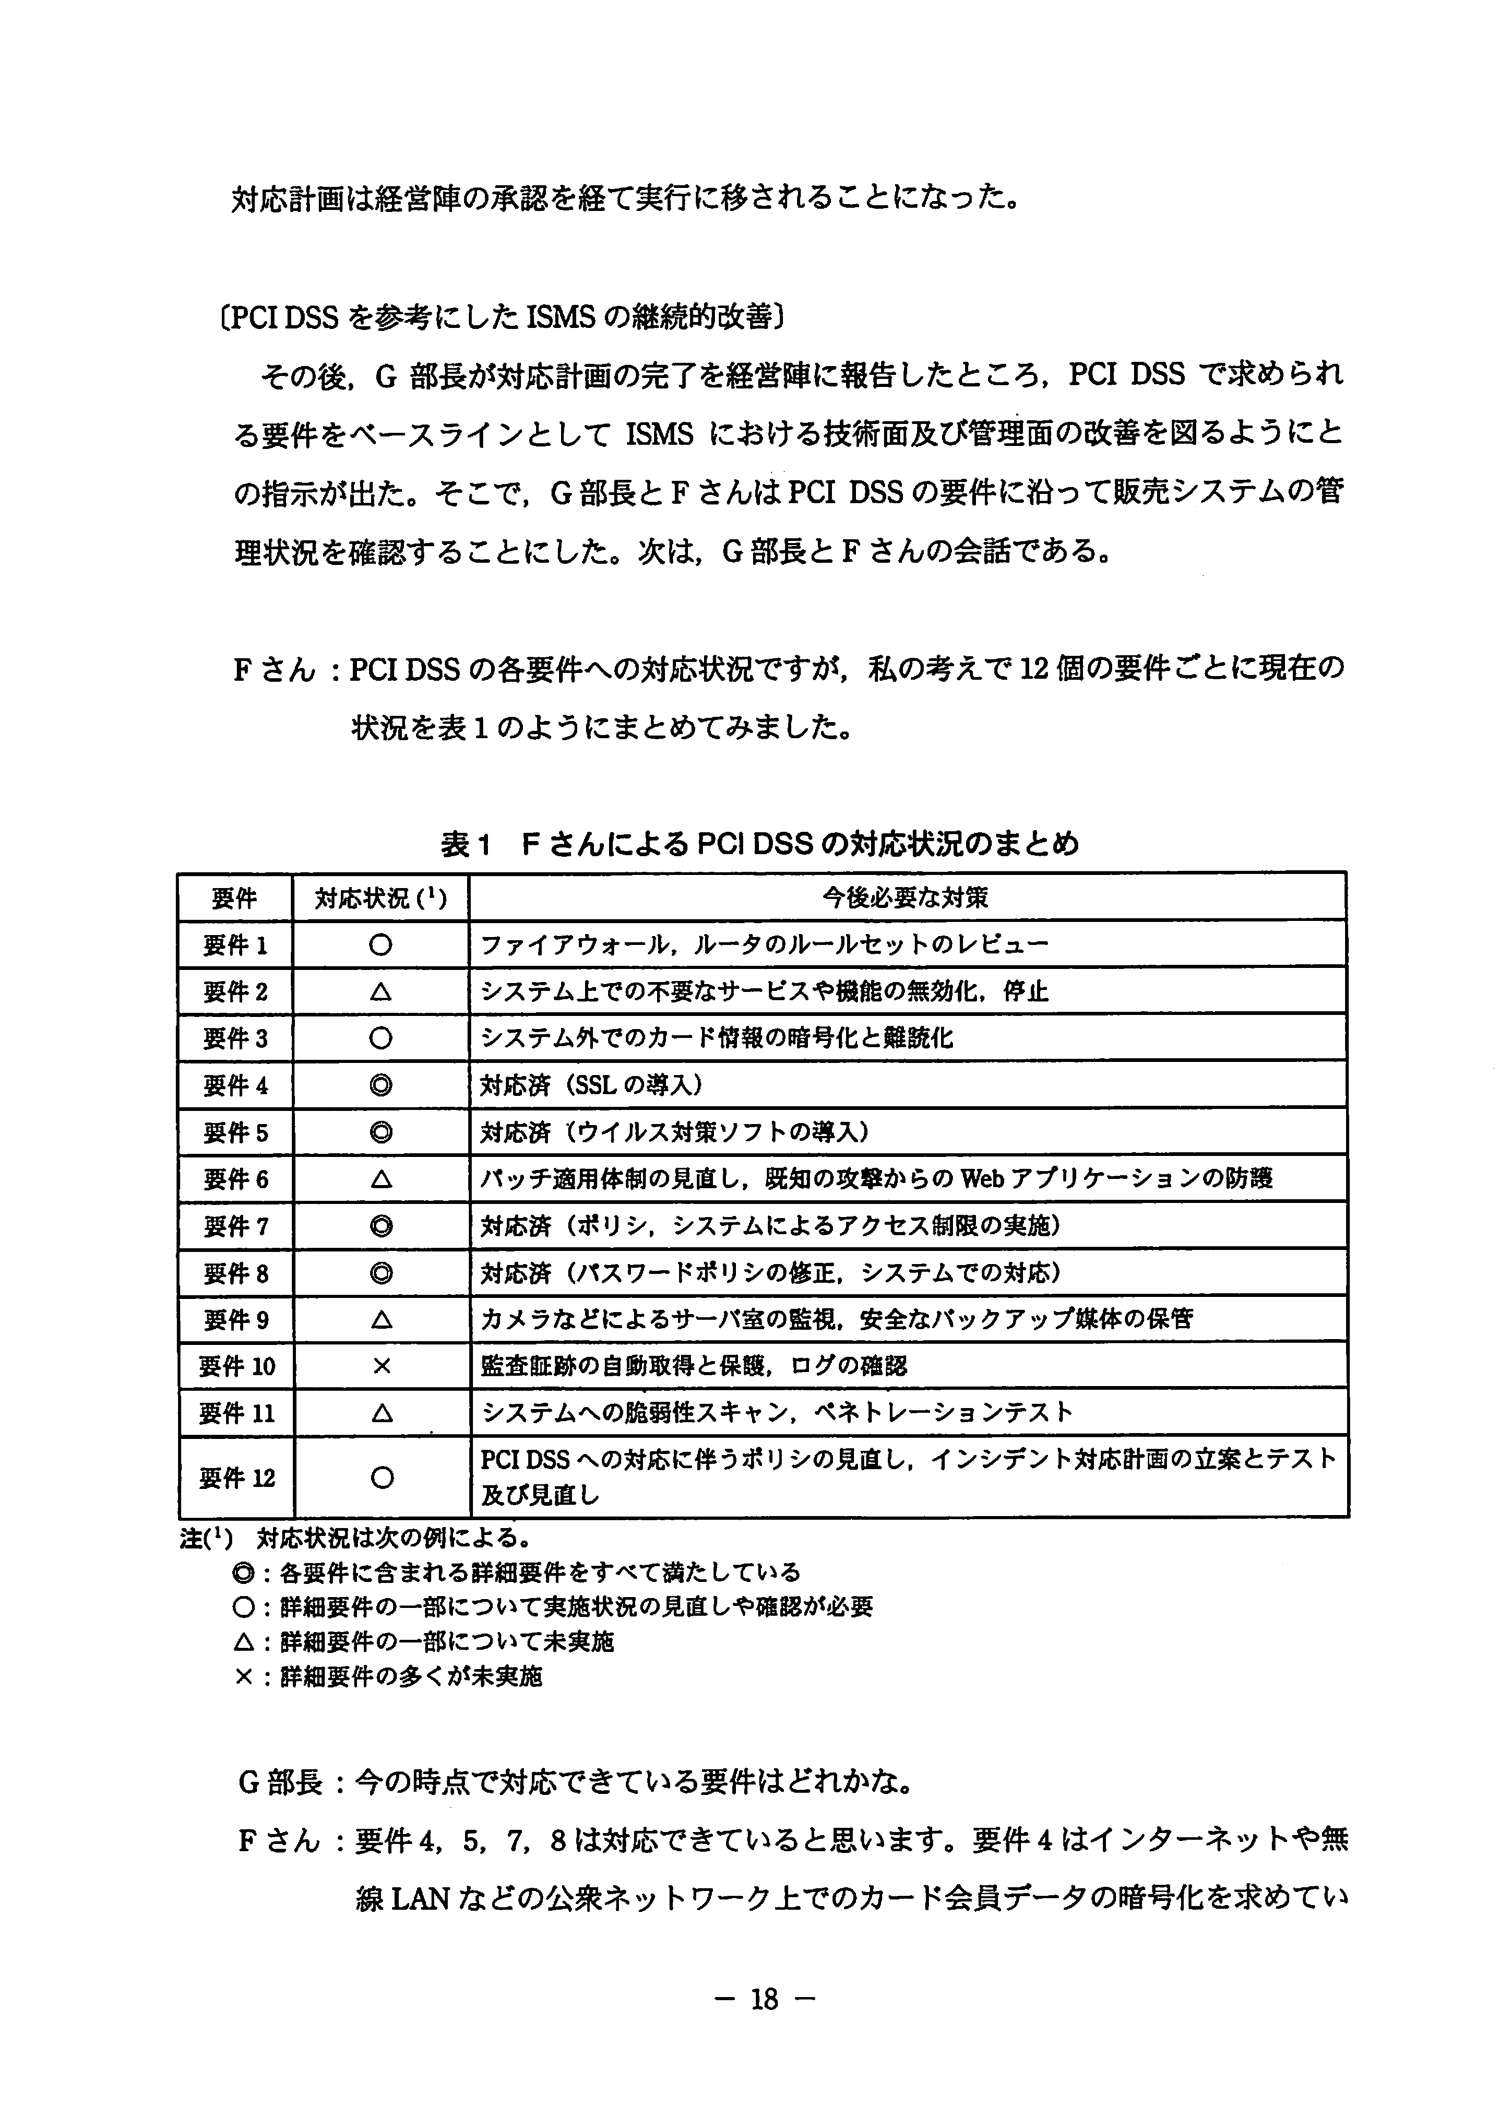 対応計画は経営陣の承認を経て実行に移されることになった。
〔PCI DSS を参考にした ISMS の継続的改善〕
その後，G 部長が対応計画の完了を経営陣に報告したところ，PCI DSS で求められ
る要件をベースラインとして ISMS における技術面及び管理面の改善を図るようにと
の指示が出た。そこで，G 部長と F さんは PCI DSS の要件に沿って販売システムの管
理状況を確認することにした。次は，G 部長と F さんの会話である。
F さん：PCI DSS の各要件への対応状況ですが，私の考えで 12 個の要件ごとに現在の
状況を表 1 のようにまとめてみました。
表 1　F さんによる PCI DSS の対応状況のまとめ
要件　対応状況(1)　今後必要な対策
要件 1　○　ファイアウォール，ルータのルールセットのレビュー
要件 2　△　システム上での不要なサービスや機能の無効化，停止
要件 3　○　システム外でのカード情報の暗号化と難読化
要件 4　◎　対応済（SSL の導入）
要件 5　◎　対応済（ウイルス対策ソフトの導入）
要件 6　△　パッチ適用体制の見直し，既知の攻撃からの Web アプリケーションの防護
要件 7　◎　対応済（ポリシ，システムによるアクセス制限の実施）
要件 8　◎　対応済（パスワードポリシの修正，システムでの対応）
要件 9　△　カメラなどによるサーバ室の監視，安全なバックアップ媒体の保管
要件 10　×　監査証跡の自動取得と保護，ログの確認
要件 11　△　システムへの脆弱性スキャン，ペネトレーションテスト
要件 12　○　PCI DSS への対応に伴うポリシの見直し，インシデント対応計画の立案とテスト
及び見直し
注(1)　対応状況は次の例による。
◎：各要件に含まれる詳細要件をすべて満たしている
○：詳細要件の一部について実施状況の見直しや確認が必要
△：詳細要件の一部について未実施
×：詳細要件の多くが未実施
G 部長：今の時点で対応できている要件はどれかな。
F さん：要件 4，5，7，8 は対応できていると思います。要件 4 はインターネットや無
線 LAN などの公衆ネットワーク上でのカード会員データの暗号化を求めてい
－ 18 －